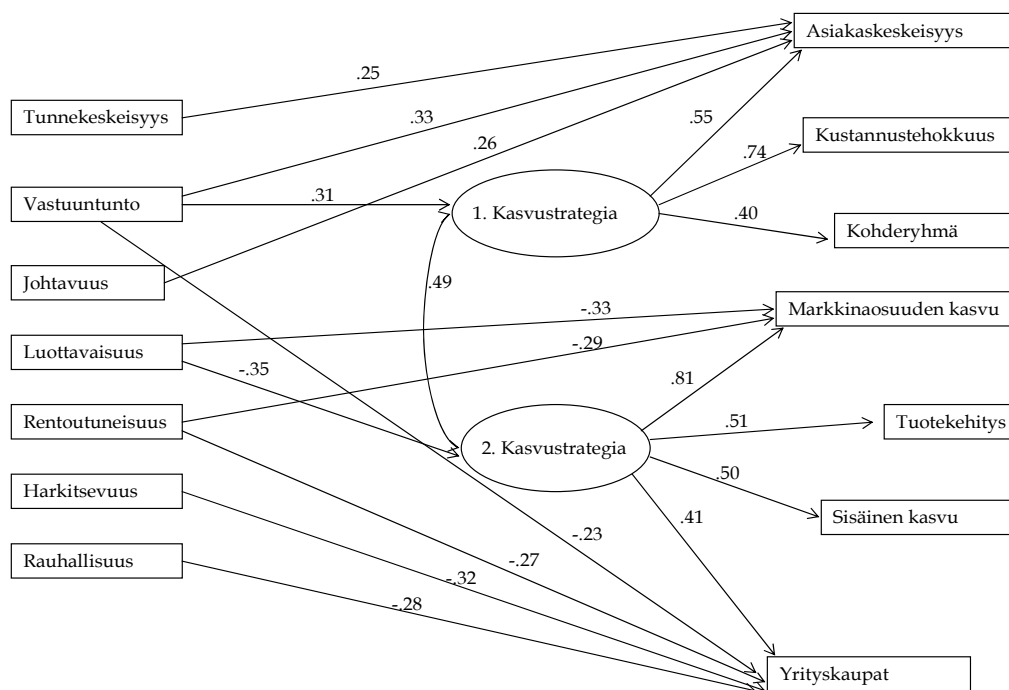 Asiakaskeskeisyys
.25
Tunnekeskeisyys
.33
.55
.26
Kustannustehokkuus
.74
Vastuuntunto
.31
1. Kasvustrategia
.40
Kohderyhmä
Johtavuus
.49
-.33
Markkinaosuuden kasvu
Luottavaisuus
-.29
-.35
.81
Rentoutuneisuus
.51
Tuotekehitys
2. Kasvustrategia
.50
Harkitsevuus
Sisäinen kasvu
.41
-.23
Rauhallisuus
-.27
-.32
-.28
Yrityskaupat